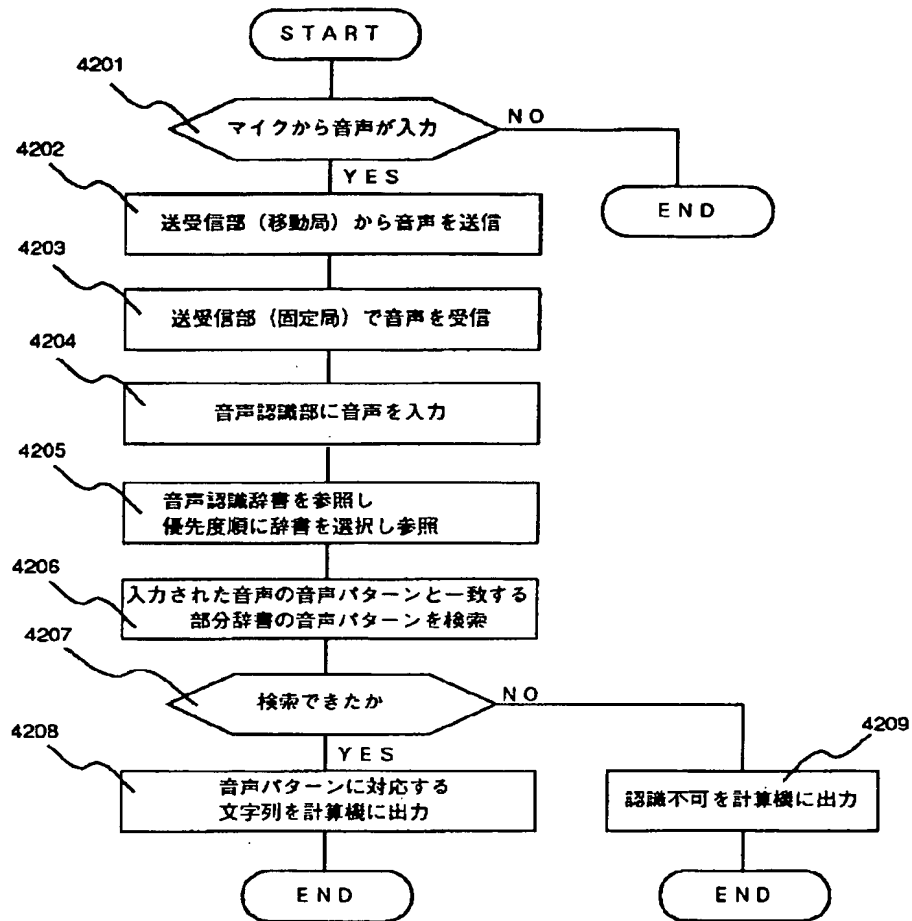 START
4201
マイクから音声が入力
NO
YES
END
4202
送受信部（移動局）から音声を送信
4203
送受信部（固定局）で音声を受信
4204
音声認識部に音声を入力
4205
音声認識辞書を参照し
優先度順に辞書を選択し参照
4206
入力された音声の音声パターンと一致する
部分辞書の音声パターンを検索
4207
検索できたか
NO
YES
4208
音声パターンに対応する
文字列を計算機に出力
4209
認識不可を計算機に出力
END
END